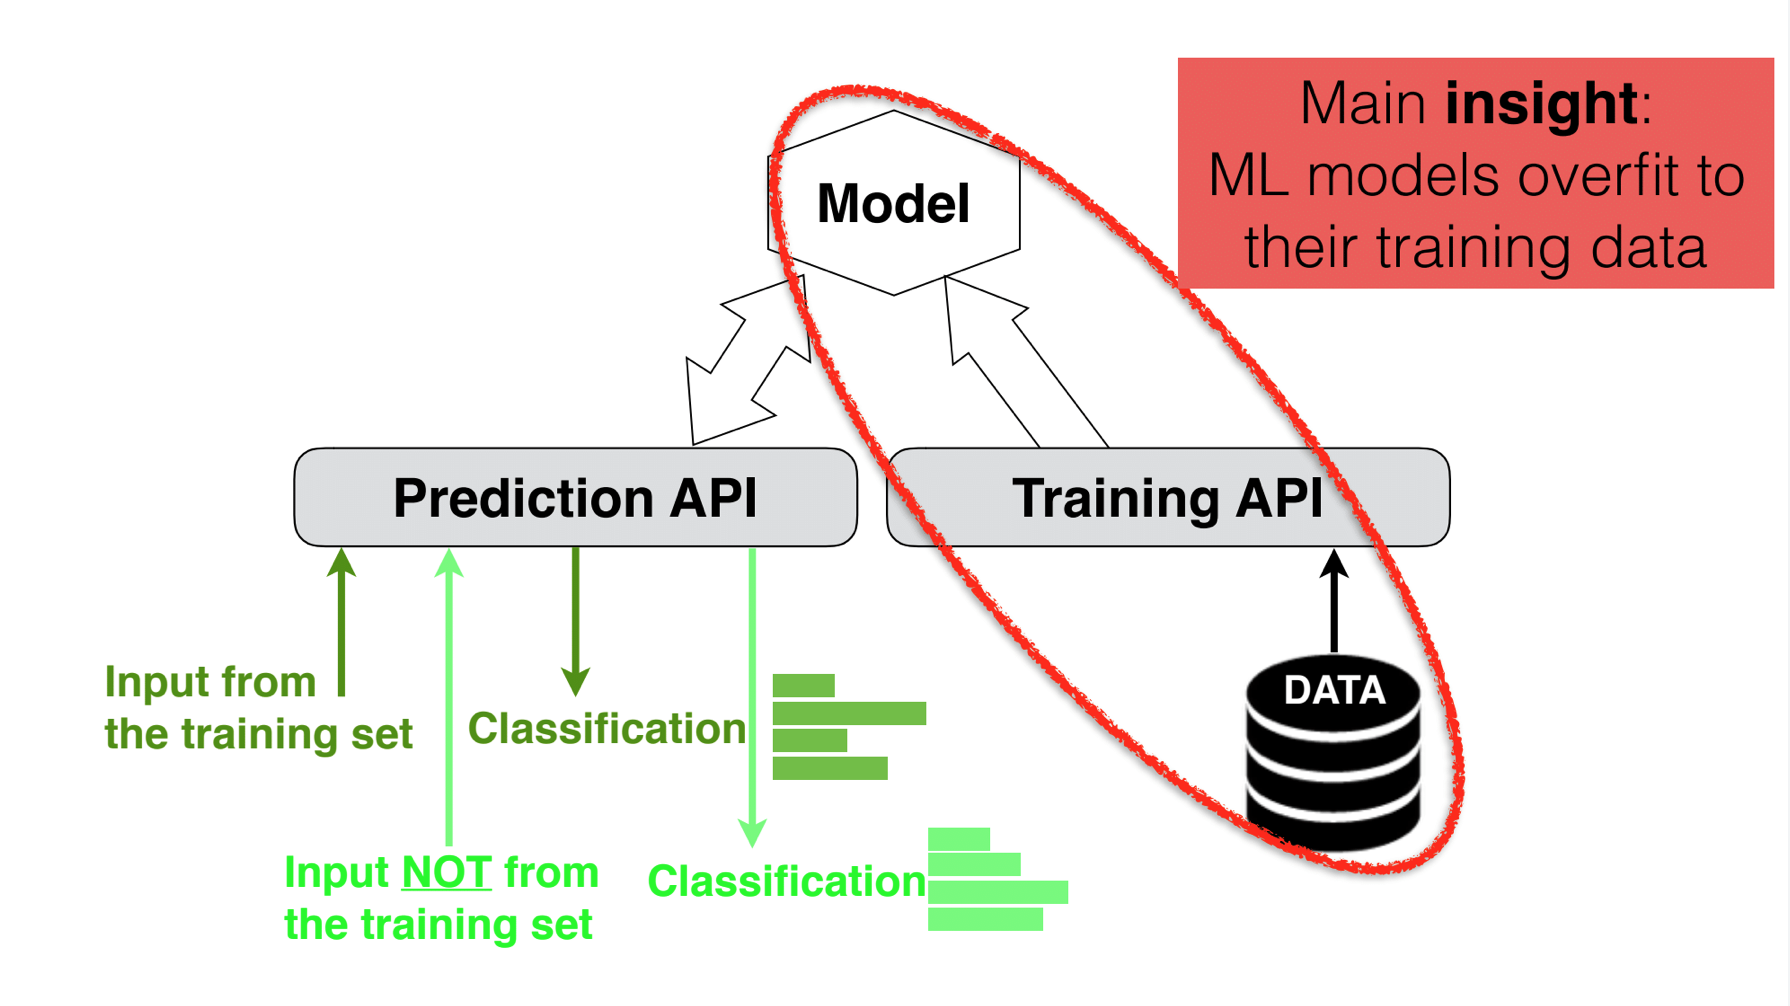 Main insight:
ML models overfit to
their training data
Model
Prediction API
Training API
DATA
Input from
the training set
Classification
Input NOT from
the training set
Classification